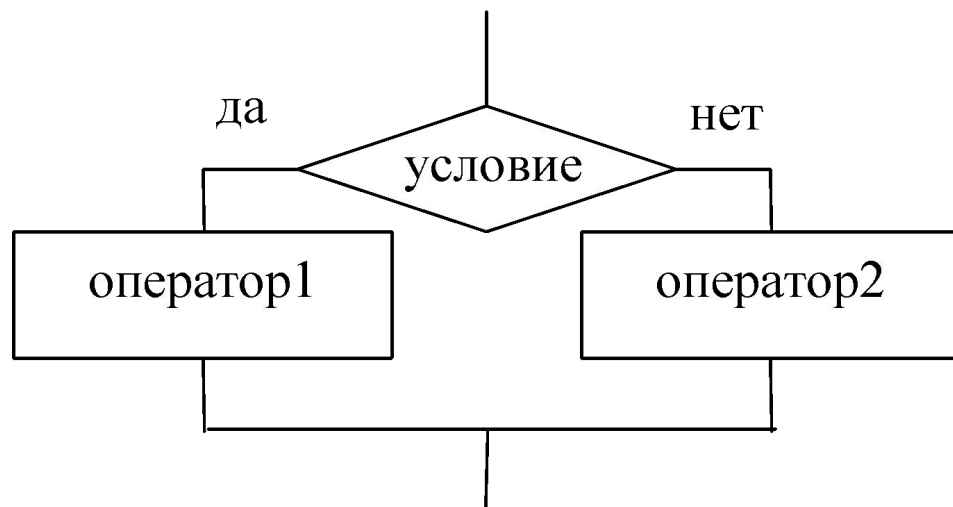 да
нет
условие
оператор1
оператор2